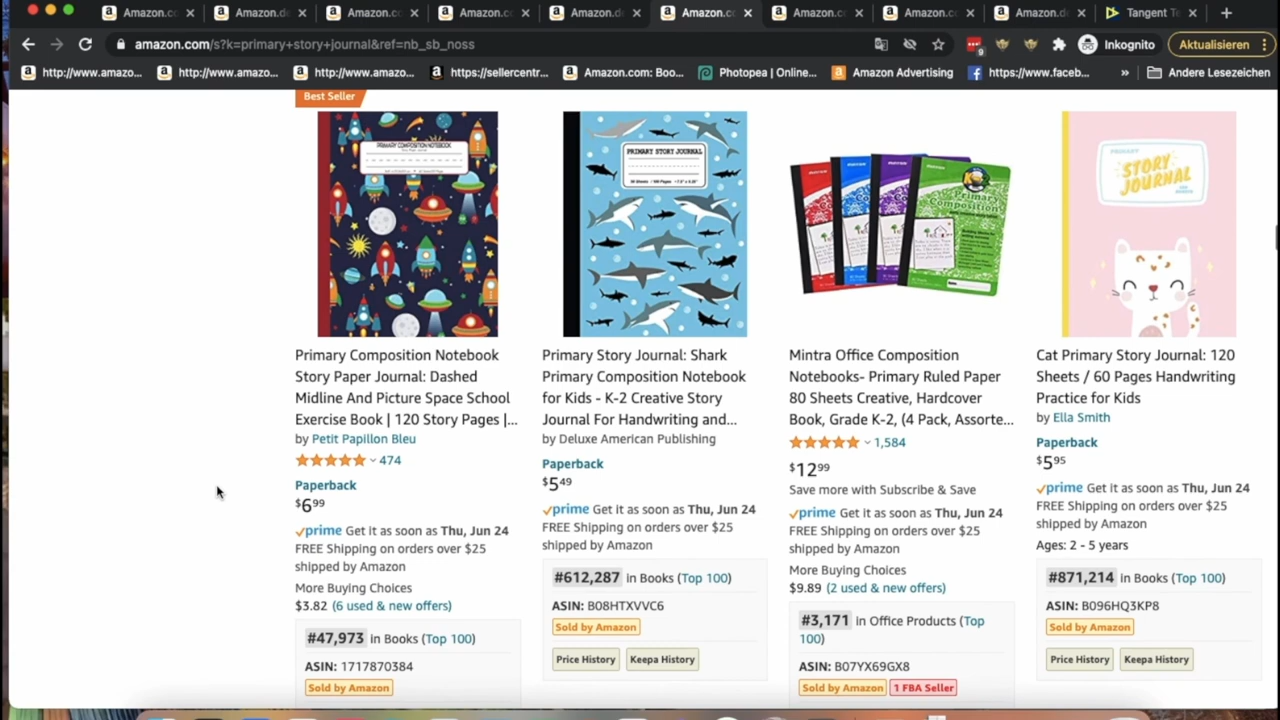 Amazon.c
Amazon.de
Amazon.co
Amazon.co
Amazon.de
Amazon.c
Amazon.co
Amazon.co
Amazon.de
Tangent Te
amazon.com/s?k=primary+story+journal&ref=nb_sb_noss
9
Inkognito
Aktualisieren
http://www.amazo...
http://www.amazo...
http://www.amazo...
https://sellercentr...
Amazon.com: Boo...
Photopea | Online...
Amazon Advertising
https://www.faceb...
»
Andere Lesezeichen
Best Seller
PRIMARY COMPOSITION NOTEBOOK
PRIMARY STORY JOURNAL
Primary
Composition
PRIMARY
STORY
JOURNAL
Primary Composition Notebook
Story Paper Journal: Dashed
Midline And Picture Space School
Exercise Book | 120 Story Pages |...
by Petit Papillon Bleu
474
Paperback
$6.99
prime Get it as soon as Thu, Jun 24
FREE Shipping on orders over $25
shipped by Amazon
More Buying Choices
$3.82 (6 used & new offers)
#47,973 in Books (Top 100)
ASIN: 1717870384
Sold by Amazon
Primary Story Journal: Shark
Primary Composition Notebook
for Kids - K-2 Creative Story
Journal For Handwriting and...
by Deluxe American Publishing
Paperback
$5.49
prime Get it as soon as Thu, Jun 24
FREE Shipping on orders over $25
shipped by Amazon
#612,287 in Books (Top 100)
ASIN: B08HTXVVC6
Sold by Amazon
Price History
Keepa History
Mintra Office Composition
Notebooks- Primary Ruled Paper
80 Sheets Creative, Hardcover
Book, Grade K-2, (4 Pack, Assorte...
1,584
$12.99
Save more with Subscribe & Save
prime Get it as soon as Thu, Jun 24
FREE Shipping on orders over $25
shipped by Amazon
More Buying Choices
$9.89 (2 used & new offers)
#3,171 in Office Products (Top
100)
ASIN: B07YX69GX8
Sold by Amazon
1 FBA Seller
Cat Primary Story Journal: 120
Sheets / 60 Pages Handwriting
Practice for Kids
by Ella Smith
Paperback
$5.95
prime Get it as soon as Thu, Jun 24
FREE Shipping on orders over $25
shipped by Amazon
Ages: 2 - 5 years
#871,214 in Books (Top 100)
ASIN: B096HQ3KP8
Sold by Amazon
Price History
Keepa History